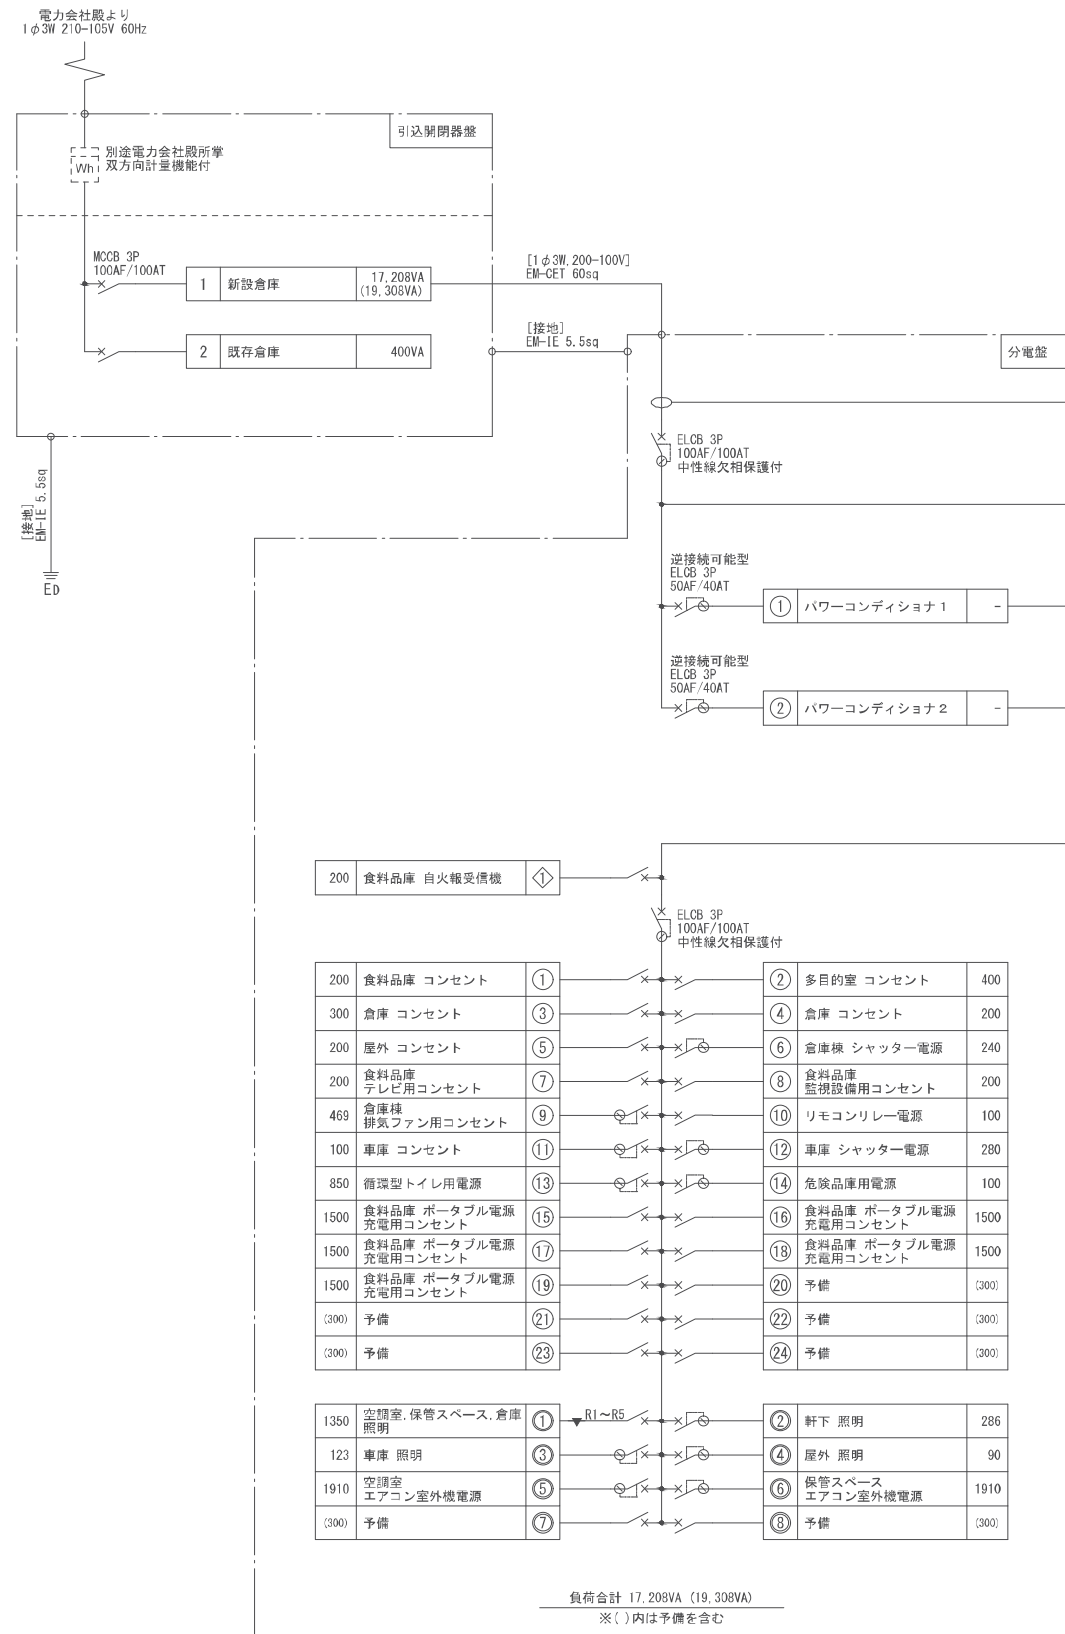 電力会社殿より
1φ3W 210-105V 60Hz
引込開閉器盤
Wh
別途電力会社殿所掌
双方向計量機能付
MCCB 3P
100AF/100AT
1 新設倉庫 17,208VA
(19,308VA)
2 既存倉庫 400VA
[1φ3W,200-100V]
EM-CET 60sq
[接地]
EM-IE 5.5sq
[接地]
EM-IE 5.5sq
ED
分電盤
ELCB 3P
100AF/100AT
中性線欠相保護付
逆接続可能型
ELCB 3P
50AF/40AT
① パワーコンディショナ1 -
逆接続可能型
ELCB 3P
50AF/40AT
② パワーコンディショナ2 -
200 食料品庫 自火報受信機 1
ELCB 3P
100AF/100AT
中性線欠相保護付
200 食料品庫 コンセント ① ② 多目的室 コンセント 400
300 倉庫 コンセント ③ ④ 倉庫 コンセント 200
200 屋外 コンセント ⑤ ⑥ 倉庫棟 シャッター電源 240
200 食料品庫
テレビ用コンセント ⑦ ⑧ 食料品庫
監視設備用コンセント 200
469 倉庫棟
排気ファン用コンセント ⑨ ⑩ リモコンリレー電源 100
100 車庫 コンセント ⑪ ⑫ 車庫 シャッター電源 280
850 循環型トイレ用電源 ⑬ ⑭ 危険品庫用電源 100
1500 食料品庫 ポータブル電源
充電用コンセント ⑮ ⑯ 食料品庫 ポータブル電源
充電用コンセント 1500
1500 食料品庫 ポータブル電源
充電用コンセント ⑰ ⑱ 食料品庫 ポータブル電源
充電用コンセント 1500
1500 食料品庫 ポータブル電源
充電用コンセント ⑲ ⑳ 予備 (300)
(300) 予備 ㉑ ㉒ 予備 (300)
(300) 予備 ㉓ ㉔ 予備 (300)
1350 空調室,保管スペース,倉庫
照明 ① R1～R5 ② 軒下 照明 286
123 車庫 照明 ③ ④ 屋外 照明 90
1910 空調室
エアコン室外機電源 ⑤ ⑥ 保管スペース
エアコン室外機電源 1910
(300) 予備 ⑦ ⑧ 予備 (300)
負荷合計 17,208VA (19,308VA)
※( )内は予備を含む